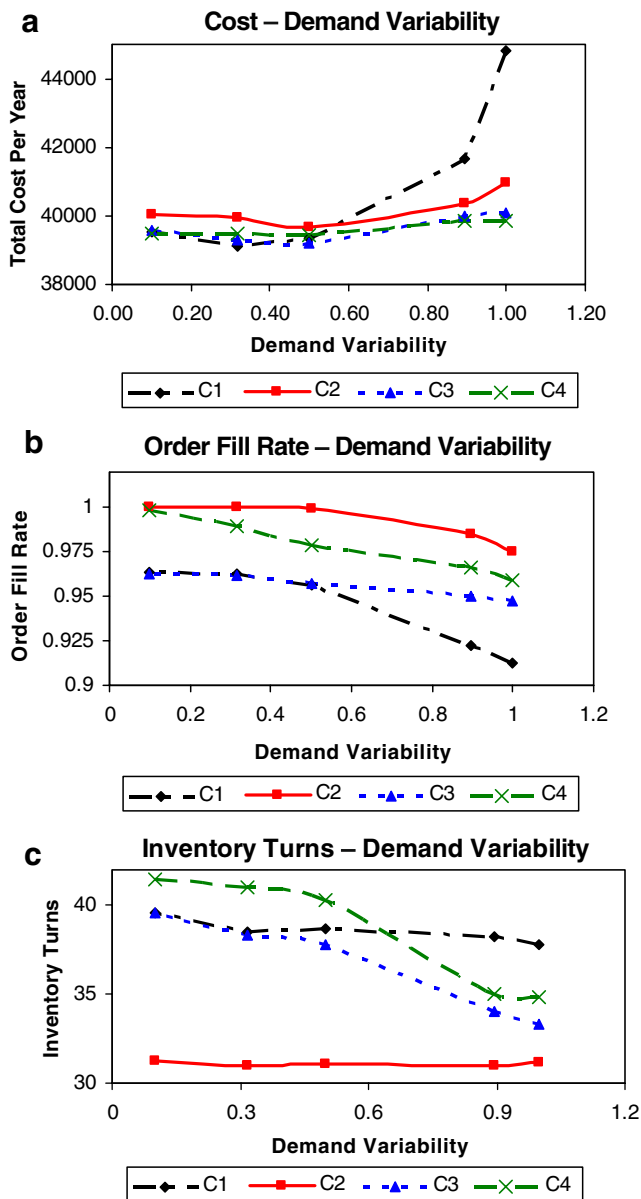 a
Cost – Demand Variability
Total Cost Per Year
44000
42000
40000
38000
0.00 0.20 0.40 0.60 0.80 1.00 1.20
Demand Variability
C1 C2 C3 C4
b
Order Fill Rate – Demand Variability
Order Fill Rate
1
0.975
0.95
0.925
0.9
0 0.2 0.4 0.6 0.8 1 1.2
Demand Variability
C1 C2 C3 C4
c
Inventory Turns – Demand Variability
Inventory Turns
40
35
30
0 0.3 0.6 0.9 1.2
Demand Variability
C1 C2 C3 C4